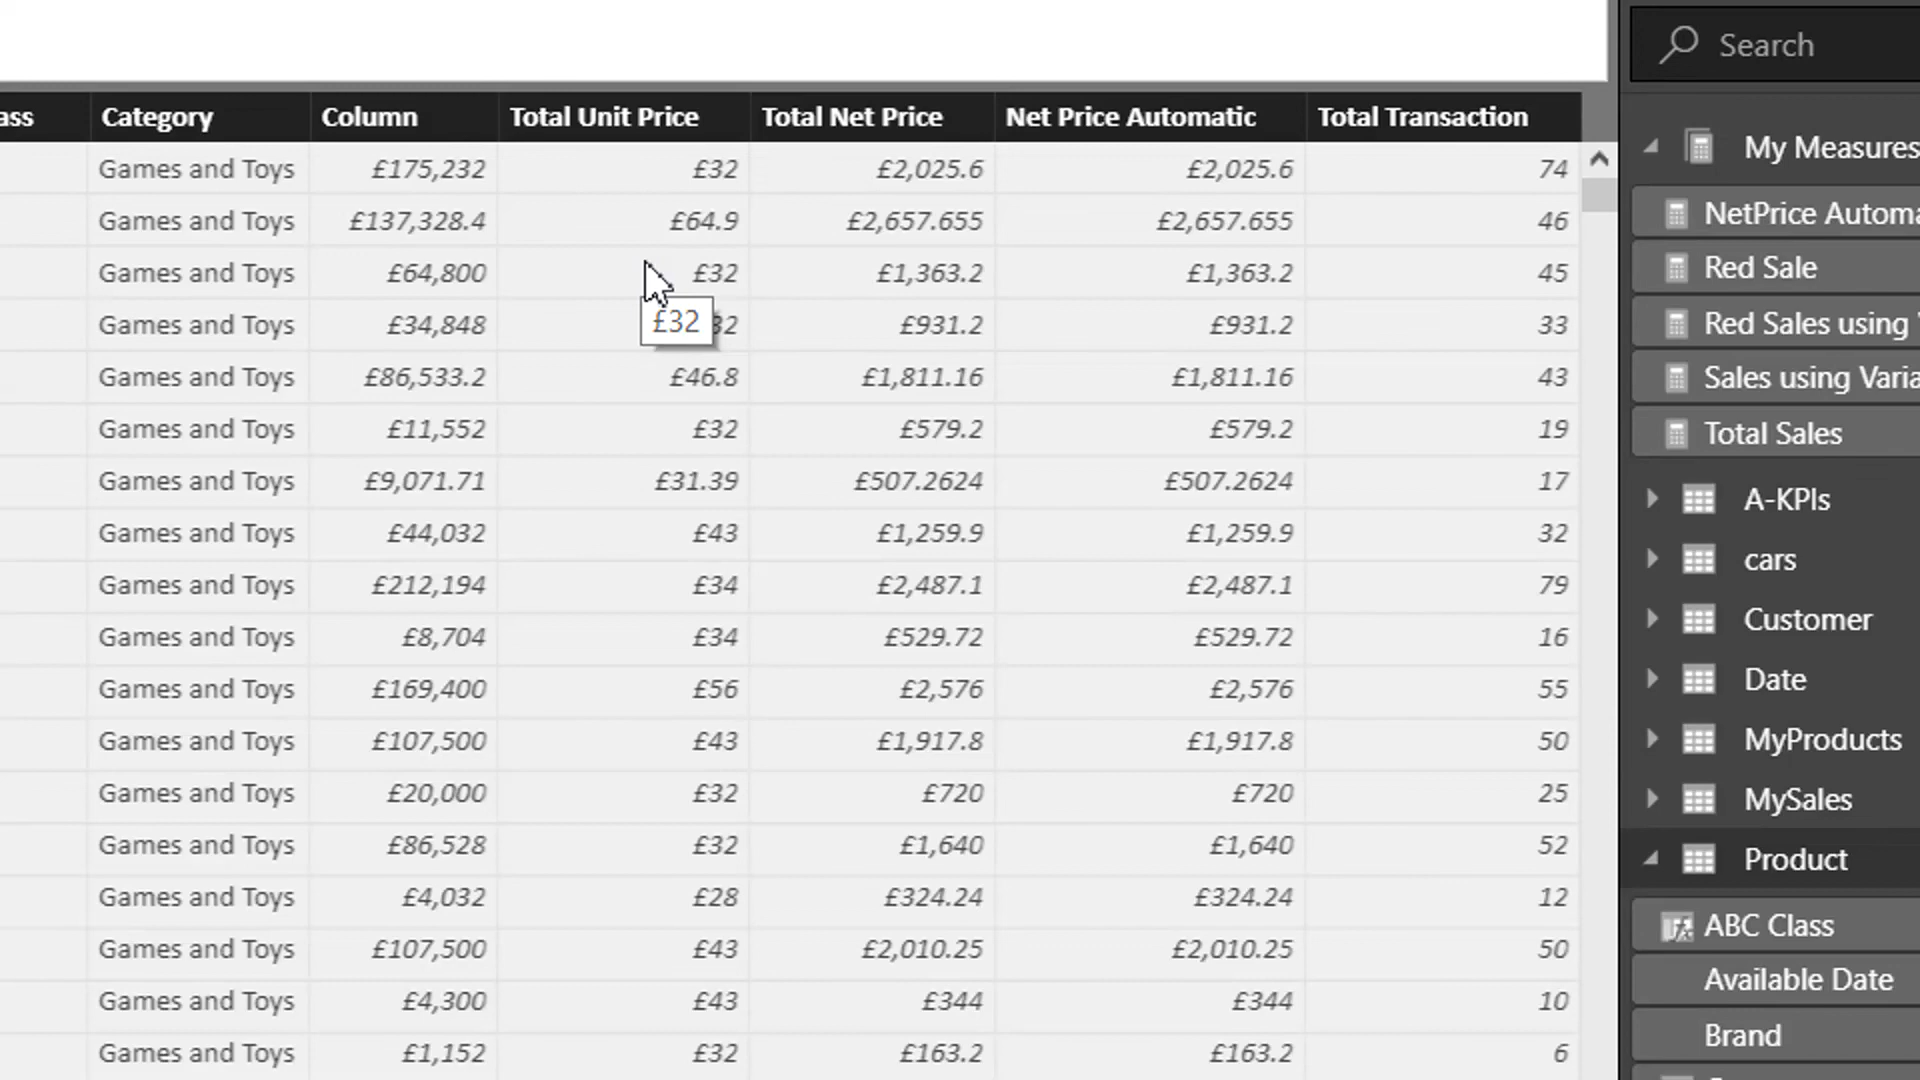 Search
ass Category Column Total Unit Price Total Net Price Net Price Automatic Total Transaction
Games and Toys £175,232 £32 £2,025.6 £2,025.6 74
Games and Toys £137,328.4 £64.9 £2,657.655 £2,657.655 46
Games and Toys £64,800 £32 £1,363.2 £1,363.2 45
£32
Games and Toys £34,848 32 £931.2 £931.2 33
Games and Toys £86,533.2 £46.8 £1,811.16 £1,811.16 43
Games and Toys £11,552 £32 £579.2 £579.2 19
Games and Toys £9,071.71 £31.39 £507.2624 £507.2624 17
Games and Toys £44,032 £43 £1,259.9 £1,259.9 32
Games and Toys £212,194 £34 £2,487.1 £2,487.1 79
Games and Toys £8,704 £34 £529.72 £529.72 16
Games and Toys £169,400 £56 £2,576 £2,576 55
Games and Toys £107,500 £43 £1,917.8 £1,917.8 50
Games and Toys £20,000 £32 £720 £720 25
Games and Toys £86,528 £32 £1,640 £1,640 52
Games and Toys £4,032 £28 £324.24 £324.24 12
Games and Toys £107,500 £43 £2,010.25 £2,010.25 50
Games and Toys £4,300 £43 £344 £344 10
Games and Toys £1,152 £32 £163.2 £163.2 6
My Measures
NetPrice Automa
Red Sale
Red Sales using
Sales using Varia
Total Sales
A-KPIs
cars
Customer
Date
MyProducts
MySales
Product
ABC Class
Available Date
Brand